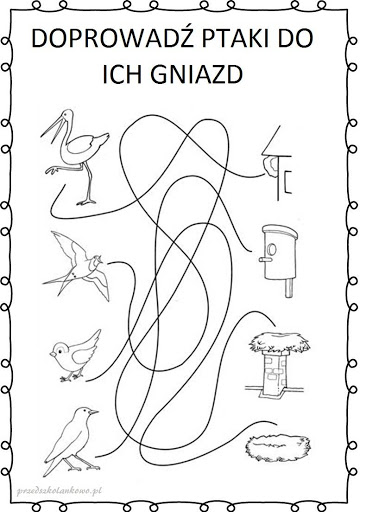 DOPROWADŹ PTAKI DO
ICH GNIAZD
przedszkolankowo.pl